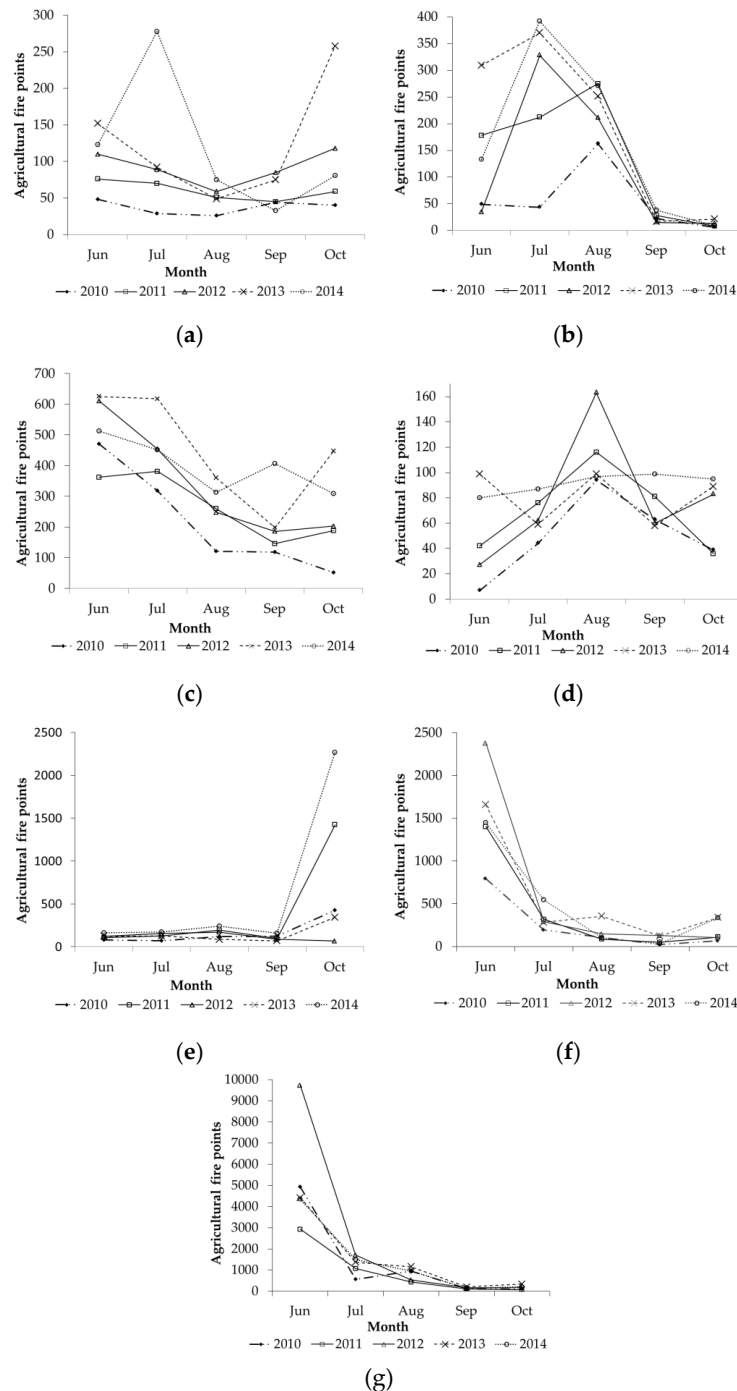 300
250
200
150
100
50
0
Agricultural fire points
Jun Jul Aug Sep Oct
Month
2010 2011 2012 2013 2014
(a)
400
350
300
250
200
150
100
50
0
Agricultural fire points
Jun Jul Aug Sep Oct
Month
2010 2011 2012 2013 2014
(b)
700
600
500
400
300
200
100
0
Agricultural fire points
Jun Jul Aug Sep Oct
Month
2010 2011 2012 2013 2014
(c)
160
140
120
100
80
60
40
20
0
Agricultural fire points
Jun Jul Aug Sep Oct
Month
2010 2011 2012 2013 2014
(d)
2500
2000
1500
1000
500
0
Agricultural fire points
Jun Jul Aug Sep Oct
Month
2010 2011 2012 2013 2014
(e)
2500
2000
1500
1000
500
0
Agricultural fire points
Jun Jul Aug Sep Oct
Month
2010 2011 2012 2013 2014
(f)
10000
9000
8000
7000
6000
5000
4000
3000
2000
1000
0
Agricultural fire points
Jun Jul Aug Sep Oct
Month
2010 2011 2012 2013 2014
(g)